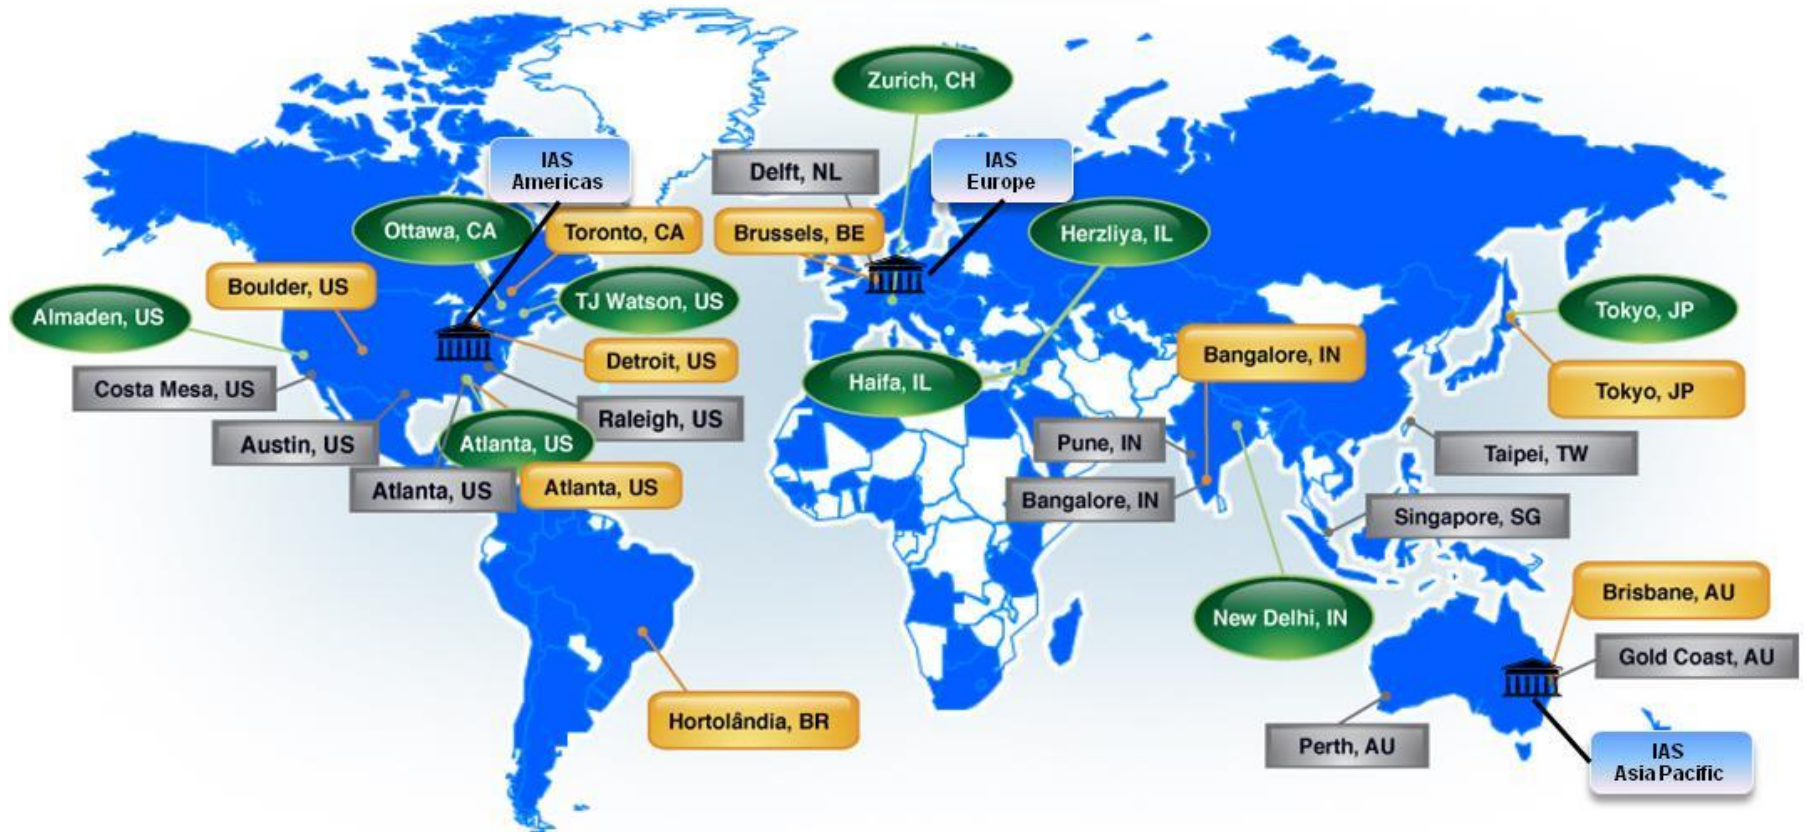 Zurich, CH
IAS
Americas
Delft, NL
IAS
Europe
Ottawa, CA
Toronto, CA
Brussels, BE
Herzliya, IL
Boulder, US
TJ Watson, US
Almaden, US
Tokyo, JP
Detroit, US
Bangalore, IN
Costa Mesa, US
Haifa, IL
Tokyo, JP
Raleigh, US
Austin, US
Atlanta, US
Pune, IN
Taipei, TW
Atlanta, US
Atlanta, US
Bangalore, IN
Singapore, SG
Brisbane, AU
New Delhi, IN
Gold Coast, AU
Hortolândia, BR
Perth, AU
IAS
Asia Pacific